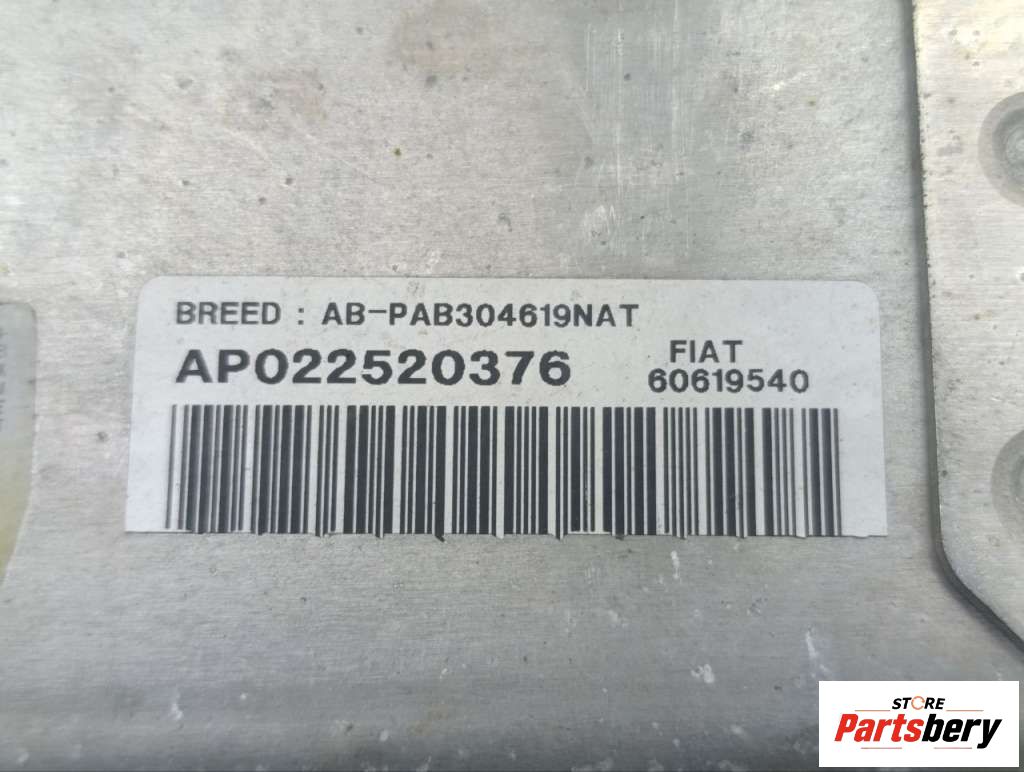 BREED : AB-PAB304619NAT
AP022520376
FIAT
60619540
STORE
Partsbery